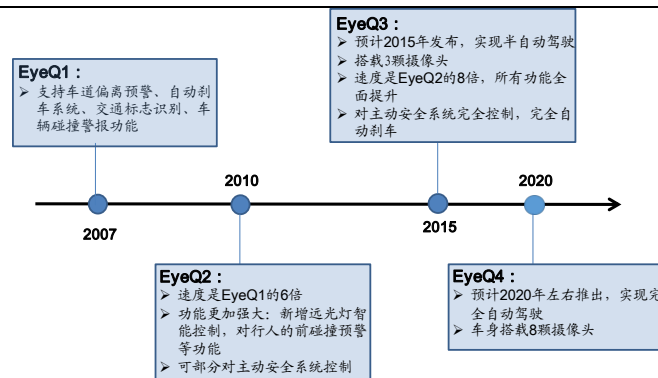 EyeQ1：
➢ 支持车道偏离预警、自动刹
车系统、交通标志识别、车
辆碰撞警报功能
EyeQ3：
➢ 预计2015年发布，实现半自动驾驶
➢ 搭载3颗摄像头
➢ 速度是EyeQ2的8倍，所有功能全
面提升
➢ 对主动安全系统完全控制，完全自
动刹车
2007
2010
2015
2020
EyeQ2：
➢ 速度是EyeQ1的6倍
➢ 功能更加强大：新增远光灯智
能控制，对行人的前碰撞预警
等功能
➢ 可部分对主动安全系统控制
EyeQ4：
➢ 预计2020年左右推出，实现完
全自动驾驶
➢ 车身搭载8颗摄像头